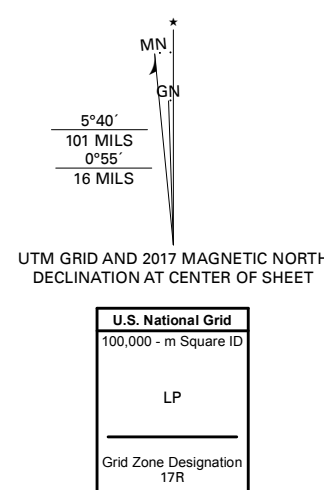 ★
MN
GN
5°40´
101 MILS
0°55´
16 MILS
UTM GRID AND 2017 MAGNETIC NORTH
DECLINATION AT CENTER OF SHEET
U.S. National Grid
100,000 - m Square ID
LP
Grid Zone Designation
17R